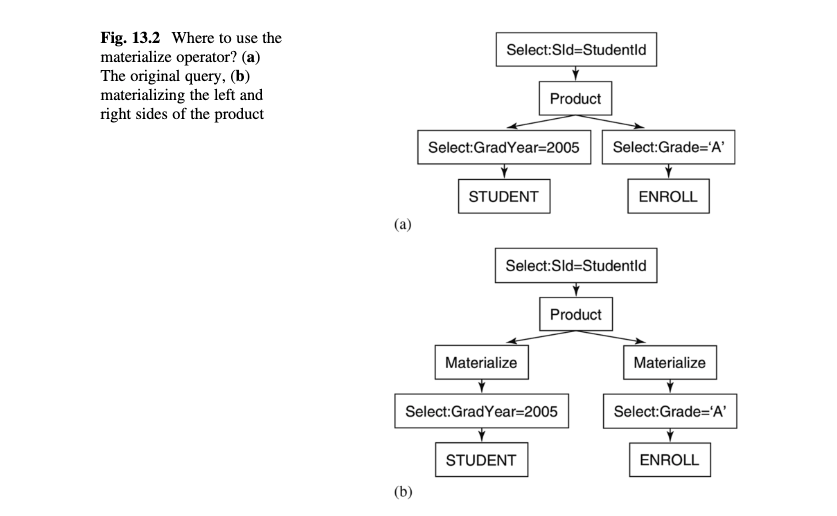 Fig. 13.2 Where to use the
materialize operator? (a)
The original query, (b)
materializing the left and
right sides of the product
Select:SId=StudentId
Product
Select:GradYear=2005
Select:Grade=‘A’
STUDENT
ENROLL
(a)
Select:SId=StudentId
Product
Materialize
Materialize
Select:GradYear=2005
Select:Grade=‘A’
STUDENT
ENROLL
(b)